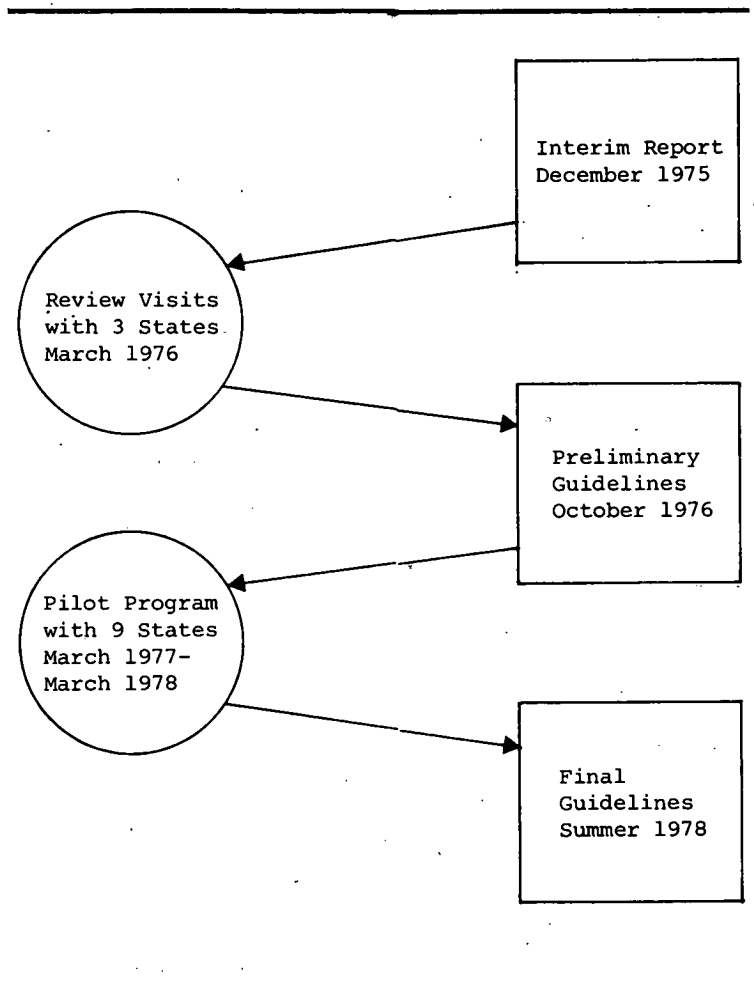 Interim Report
December 1975
Review Visits
with 3 States
March 1976
Preliminary
Guidelines
October 1976
Pilot Program
with 9 States
March 1977-
March 1978
Final
Guidelines
Summer 1978